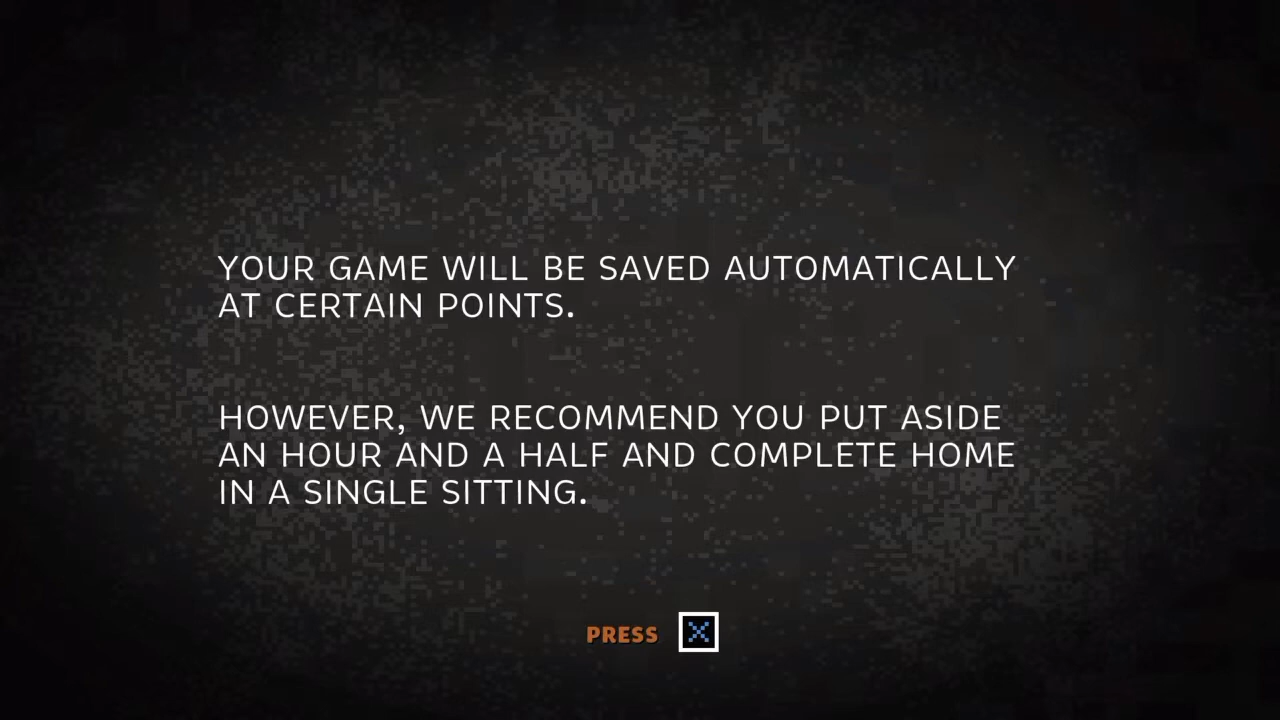 YOUR GAME WILL BE SAVED AUTOMATICALLY
AT CERTAIN POINTS.
HOWEVER, WE RECOMMEND YOU PUT ASIDE
AN HOUR AND A HALF AND COMPLETE HOME
IN A SINGLE SITTING.
PRESS X